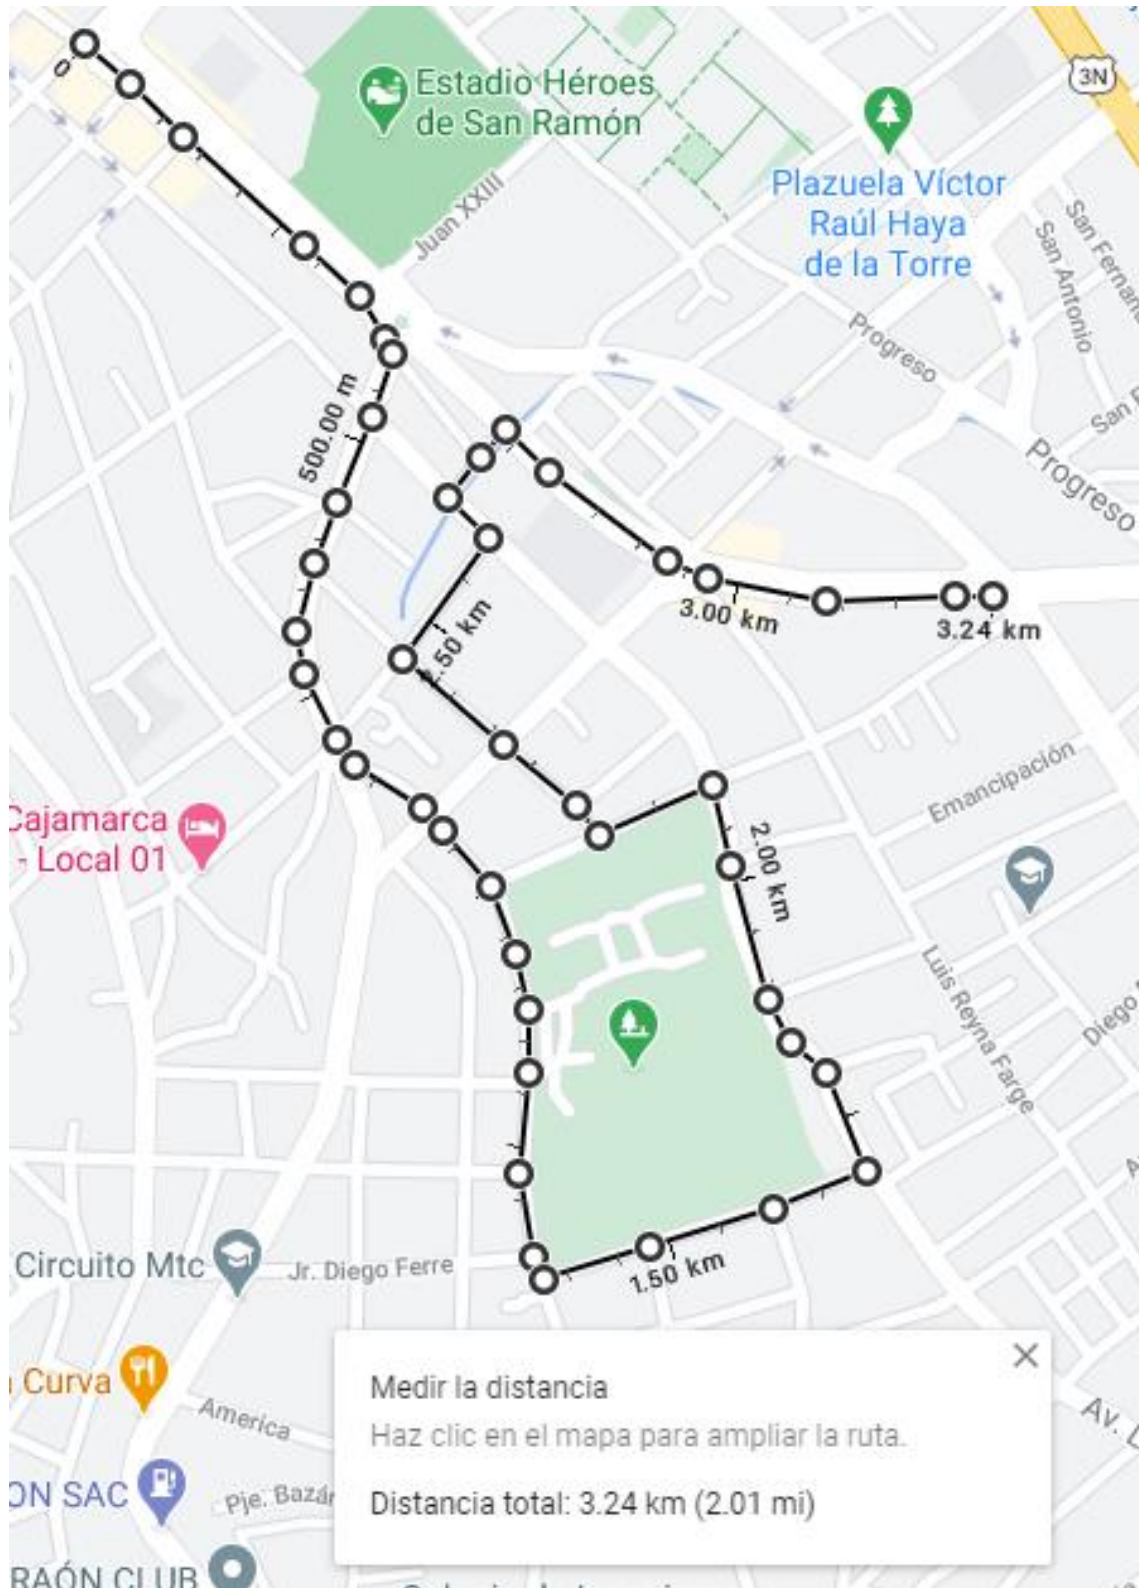 3N
0
Estadio Héroes
de San Ramón
Plazuela Víctor
Raúl Haya
de la Torre
Juan XXIII
San Antonio
Progreso
500.00 m
Progreso
3.00 km
3.24 km
2.50 km
Emancipación
Cajamarca
- Local 01
2.00 km
Luis Reyna Farge
Diego
Circuito Mtc
Jr. Diego Ferre
1.50 km
Curva
America
ON SAC
Pje. Bazár
RAÓN CLUB
Av.
Medir la distancia
Haz clic en el mapa para ampliar la ruta.
Distancia total: 3.24 km (2.01 mi)